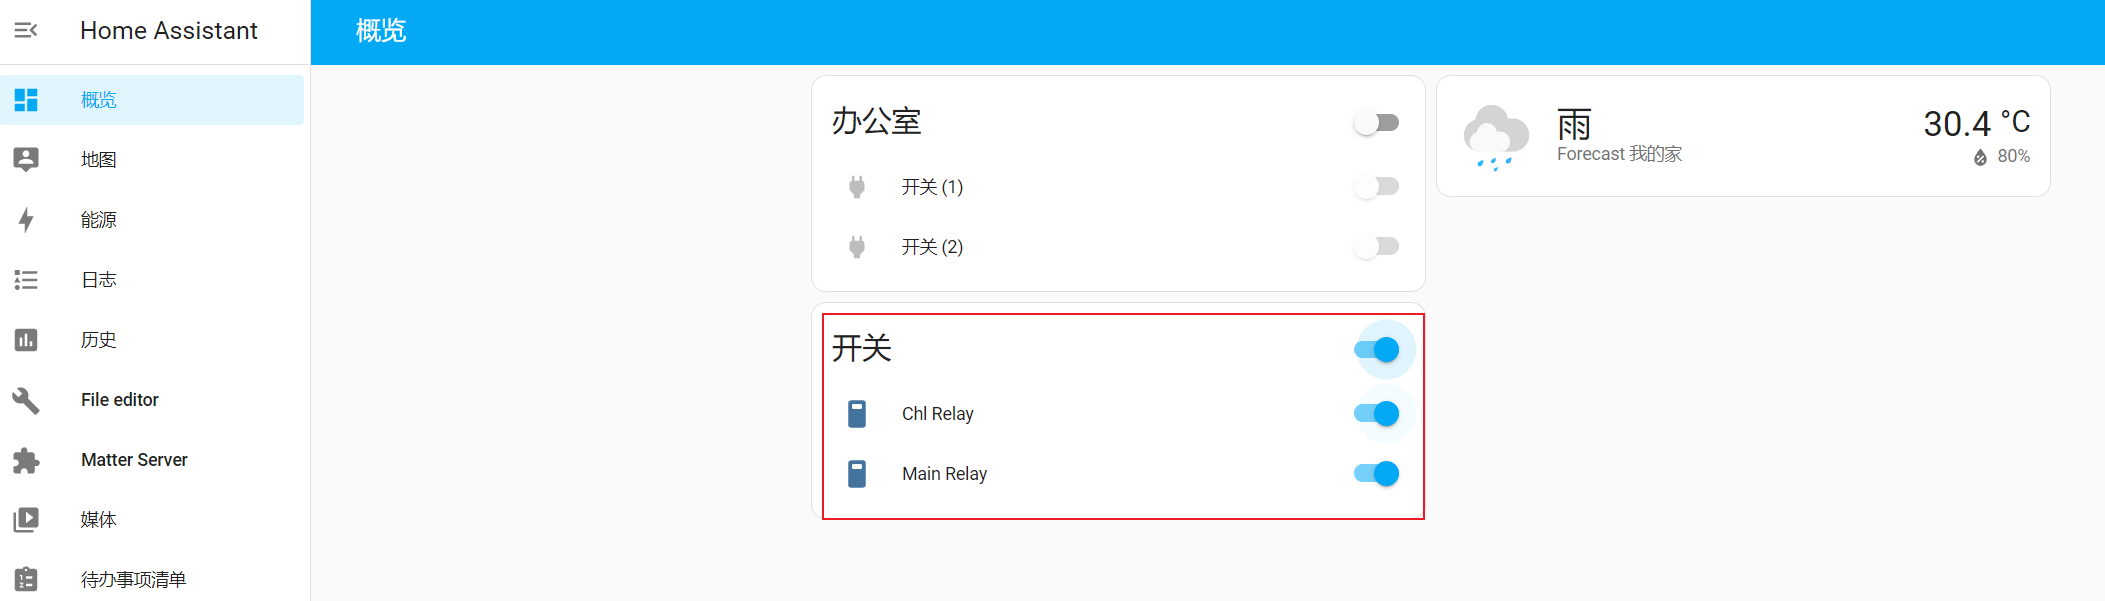 Home Assistant
概览
地图
能源
日志
历史
File editor
Matter Server
媒体
待办事项清单
概览
办公室
开关 (1)
开关 (2)
开关
Chl Relay
Main Relay
雨
Forecast 我的家
30.4 °C
80%